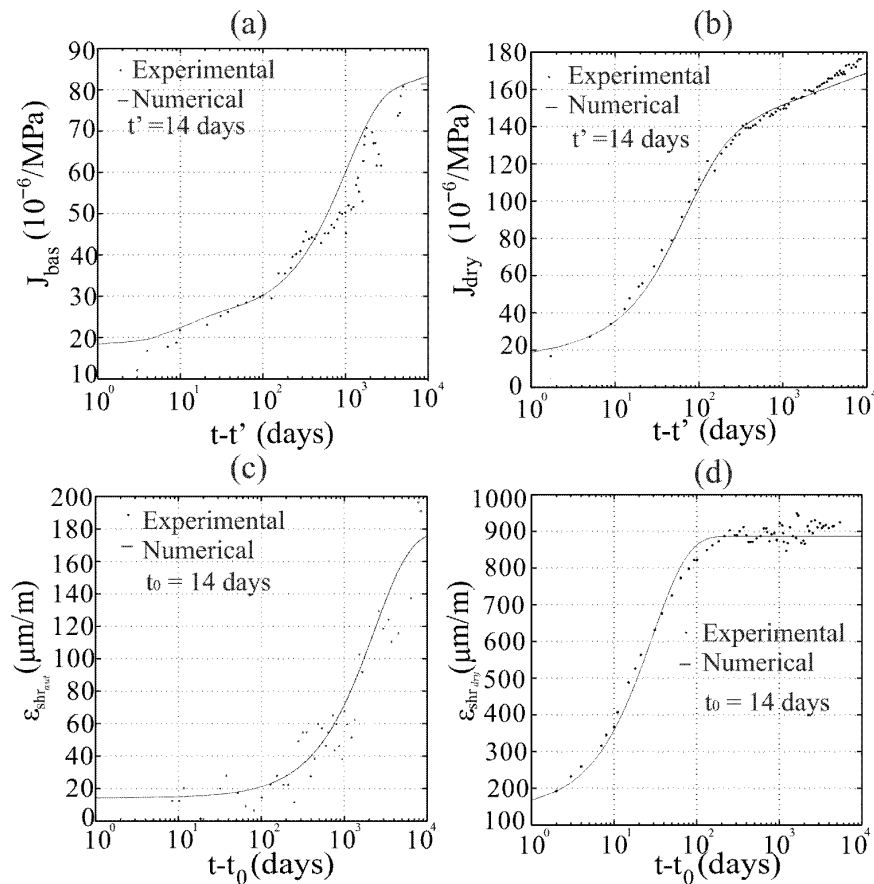 (a)
90
80
70
60
50
40
30
20
10
J_bas (10^-6/MPa)
· Experimental
— Numerical
t' =14 days
10^0 10^1 10^2 10^3 10^4
t-t' (days)
(b)
180
160
140
120
100
80
60
40
20
0
J_dry (10^-6/MPa)
· Experimental
— Numerical
t' =14 days
10^0 10^1 10^2 10^3 10^4
t-t' (days)
(c)
200
180
160
140
120
100
80
60
40
20
0
ε_shr (μm/m)
· Experimental
— Numerical
t_0 = 14 days
10^0 10^1 10^2 10^3 10^4
t-t_0 (days)
(d)
1000
900
800
700
600
500
400
300
200
100
ε_shr_dry (μm/m)
· Experimental
— Numerical
t_0 = 14 days
10^0 10^1 10^2 10^3 10^4
t-t_0 (days)